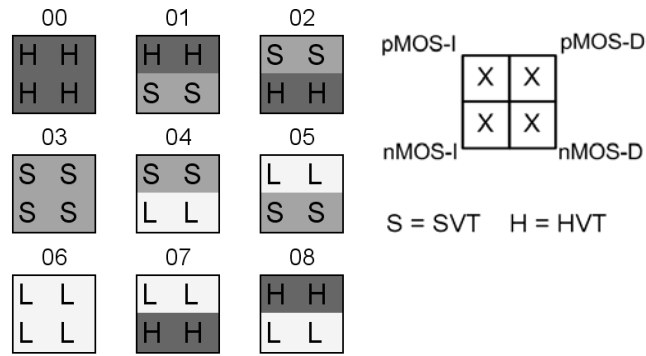 00 01 02
H H H H S S
H H S S H H
03 04 05
S S S S L L
S S L L S S
06 07 08
L L L L H H
L L H H L L
pMOS-I pMOS-D
X X
X X
nMOS-I nMOS-D
S = SVT H = HVT